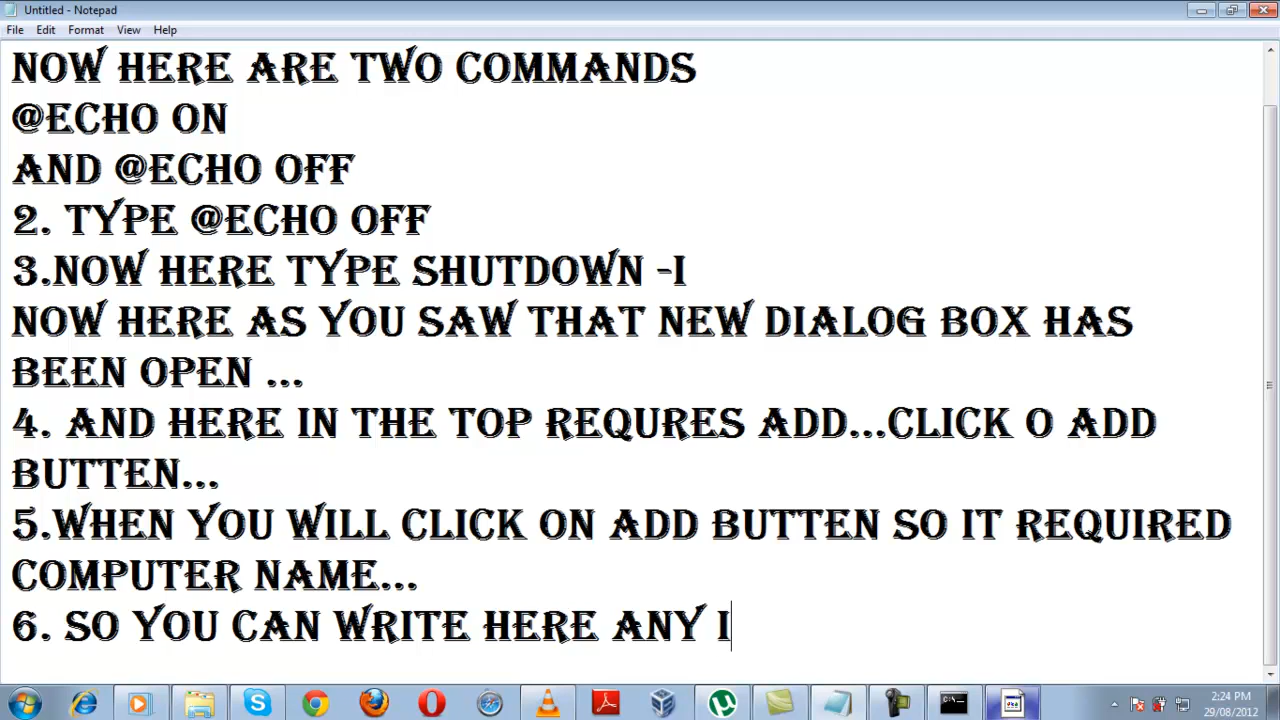 Untitled - Notepad
File Edit Format View Help
NOW HERE ARE TWO COMMANDS
@ECHO ON
AND @ECHO OFF
2. TYPE @ECHO OFF
3.NOW HERE TYPE SHUTDOWN -I
NOW HERE AS YOU SAW THAT NEW DIALOG BOX HAS
BEEN OPEN ...
4. AND HERE IN THE TOP REQURES ADD...CLICK O ADD
BUTTEN...
5.WHEN YOU WILL CLICK ON ADD BUTTEN SO IT REQUIRED
COMPUTER NAME...
6. SO YOU CAN WRITE HERE ANY I
2:24 PM
29/08/2012